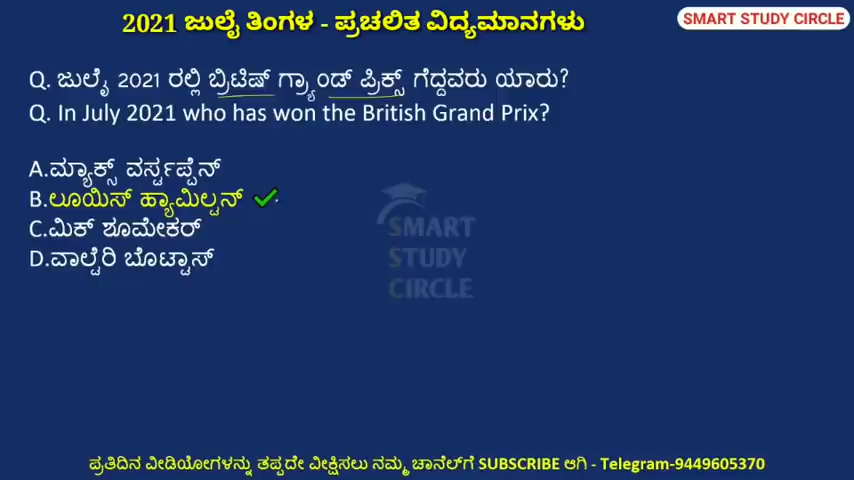 2021 ಜುಲೈ ತಿಂಗಳ - ಪ್ರಚಲಿತ ವಿದ್ಯಮಾನಗಳು
SMART STUDY CIRCLE
Q. ಜುಲೈ 2021 ರಲ್ಲಿ ಬ್ರಿಟಿಷ್ ಗ್ರ್ಯಾಂಡ್ ಪ್ರಿಕ್ಸ್ ಗೆದ್ದವರು ಯಾರು?
Q. In July 2021 who has won the British Grand Prix?
A.ಮ್ಯಾಕ್ಸ್ ವರ್ಸ್ಟಪ್ಪೆನ್
B.ಲೂಯಿಸ್ ಹ್ಯಾಮಿಲ್ಟನ್
C.ಮಿಕ್ ಶೂಮೇಕರ್
D.ವಾಲ್ಟೆರಿ ಬೊಟ್ಟಾಸ್
SMART
STUDY
CIRCLE
ಪ್ರತಿದಿನ ವೀಡಿಯೋಗಳನ್ನು ತಪ್ಪದೇ ವೀಕ್ಷಿಸಲು ನಮ್ಮ ಚಾನೆಲ್‌ಗೆ SUBSCRIBE ಆಗಿ - Telegram-9449605370